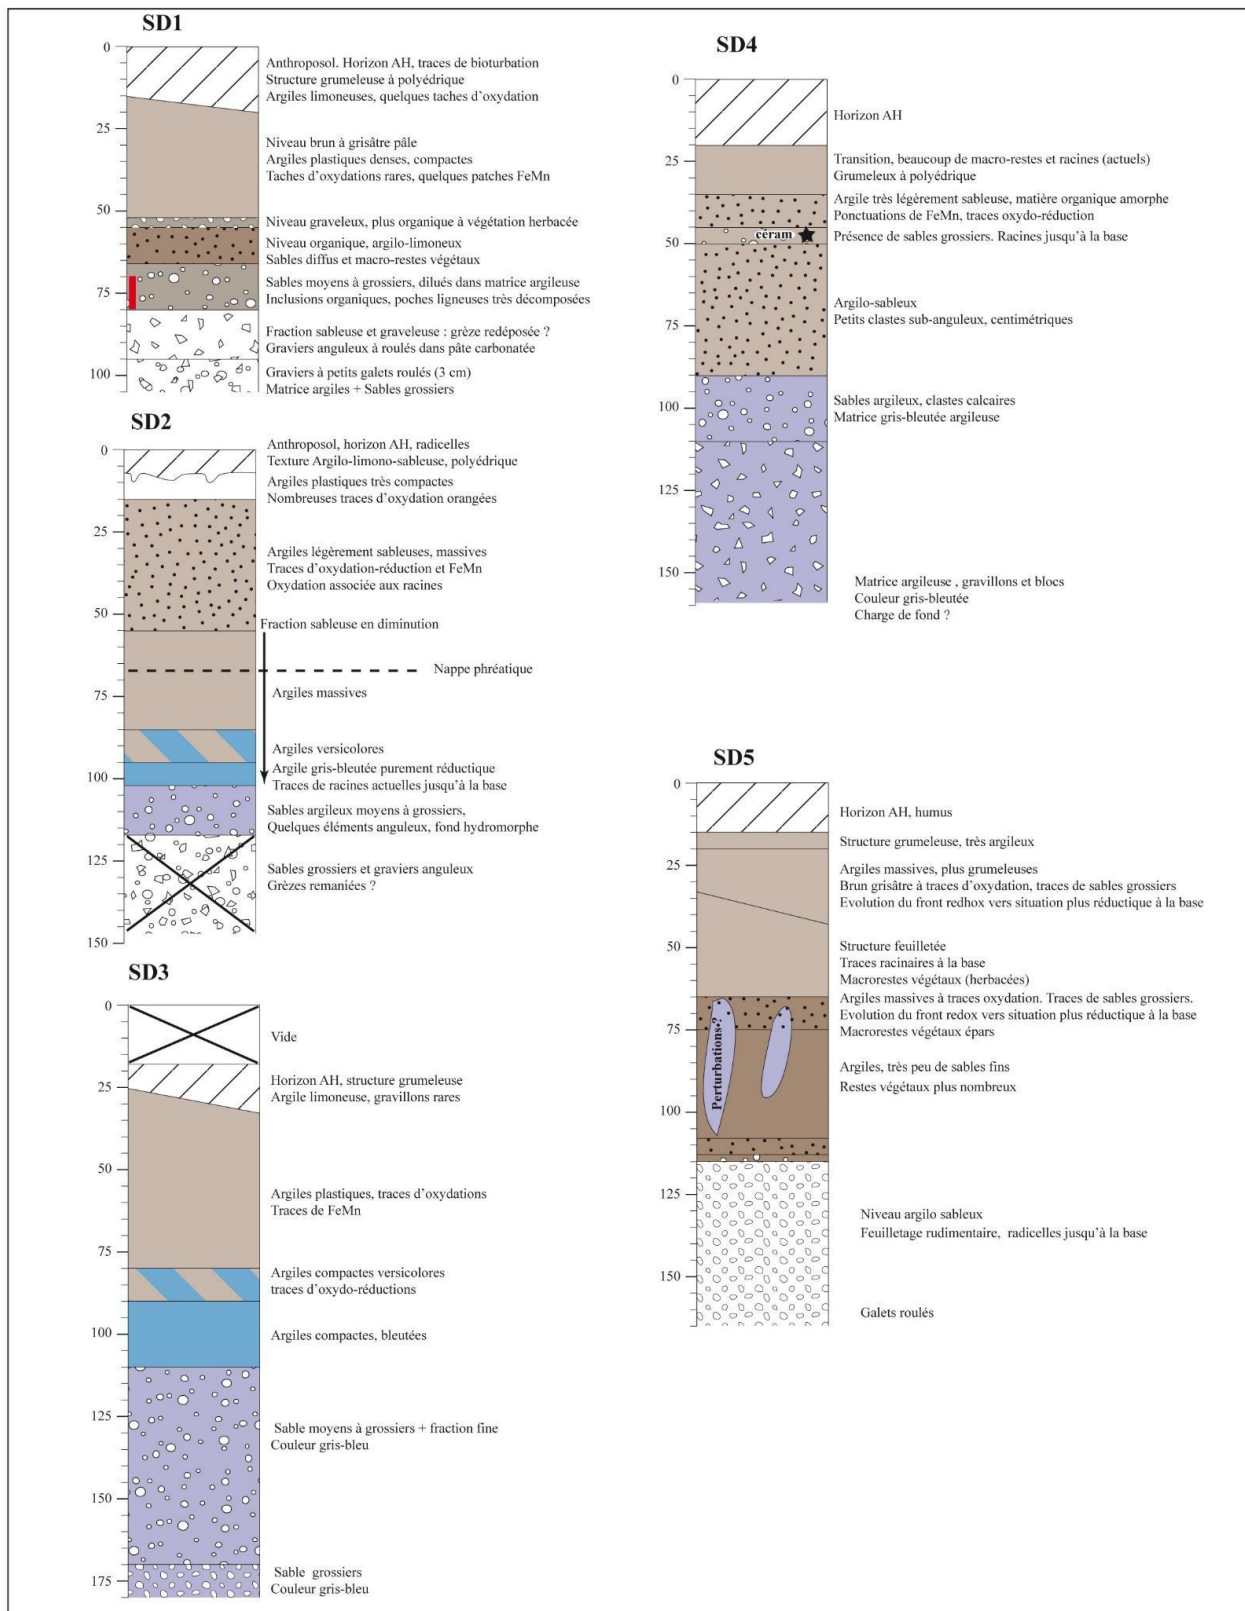 SD1
0
25
50
75
100
Anthroposol. Horizon AH, traces de bioturbation
Structure grumeleuse à polyédrique
Argiles limoneuses, quelques taches d'oxydation
Niveau brun à grisâtre pâle
Argiles plastiques denses, compactes
Taches d'oxydations rares, quelques patches FeMn
Niveau graveleux, plus organique à végétation herbacée
Niveau organique, argilo-limoneux
Sables diffus et macro-restes végétaux
Sables moyens à grossiers, dilués dans matrice argileuse
Inclusions organiques, poches ligneuses très décomposées
Fraction sableuse et graveleuse : grèze redéposée ?
Graviers anguleux à roulés dans pâte carbonatée
Graviers à petits galets roulés (3 cm)
Matrice argiles + Sables grossiers
SD2
0
25
50
75
100
125
150
Anthroposol, horizon AH, radicelles
Texture Argilo-limono-sableuse, polyédrique
Argiles plastiques très compactes
Nombreuses traces d'oxydation orangées
Argiles légèrement sableuses, massives
Traces d'oxydation-réduction et FeMn
Oxydation associée aux racines
Fraction sableuse en diminution
Nappe phréatique
Argiles massives
Argiles versicolores
Argile gris-bleutée purement réductique
Traces de racines actuelles jusqu'à la base
Sables argileux moyens à grossiers,
Quelques éléments anguleux, fond hydromorphe
Sables grossiers et graviers anguleux
Grèzes remaniées ?
SD3
0
25
50
75
100
125
150
175
Vide
Horizon AH, structure grumeleuse
Argile limoneuse, gravillons rares
Argiles plastiques, traces d'oxydations
Traces de FeMn
Argiles compactes versicolores
traces d'oxydo-réductions
Argiles compactes, bleutées
Sable moyens à grossiers + fraction fine
Couleur gris-bleu
Sable grossiers
Couleur gris-bleu
SD4
0
25
50
75
100
125
150
Horizon AH
Transition, beaucoup de macro-restes et racines (actuels)
Grumeleux à polyédrique
Argile très légèrement sableuse, matière organique amorphe
Ponctuations de FeMn, traces oxydo-réduction
céram
Présence de sables grossiers. Racines jusqu'à la base
Argilo-sableux
Petits clastes sub-anguleux, centimétriques
Sables argileux, clastes calcaires
Matrice gris-bleutée argileuse
Matrice argileuse , gravillons et blocs
Couleur gris-bleutée
Charge de fond ?
SD5
0
25
50
75
100
125
150
Horizon AH, humus
Structure grumeleuse, très argileux
Argiles massives, plus grumeleuses
Brun grisâtre à traces d'oxydation, traces de sables grossiers
Evolution du front redhox vers situation plus réductique à la base
Structure feuilletée
Traces racinaires à la base
Macrorestes végétaux (herbacées)
Argiles massives à traces oxydation. Traces de sables grossiers.
Evolution du front redox vers situation plus réductique à la base
Macrorestes végétaux épars
Perturbations ?
Argiles, très peu de sables fins
Restes végétaux plus nombreux
Niveau argilo sableux
Feuilletage rudimentaire, radicelles jusqu'à la base
Galets roulés